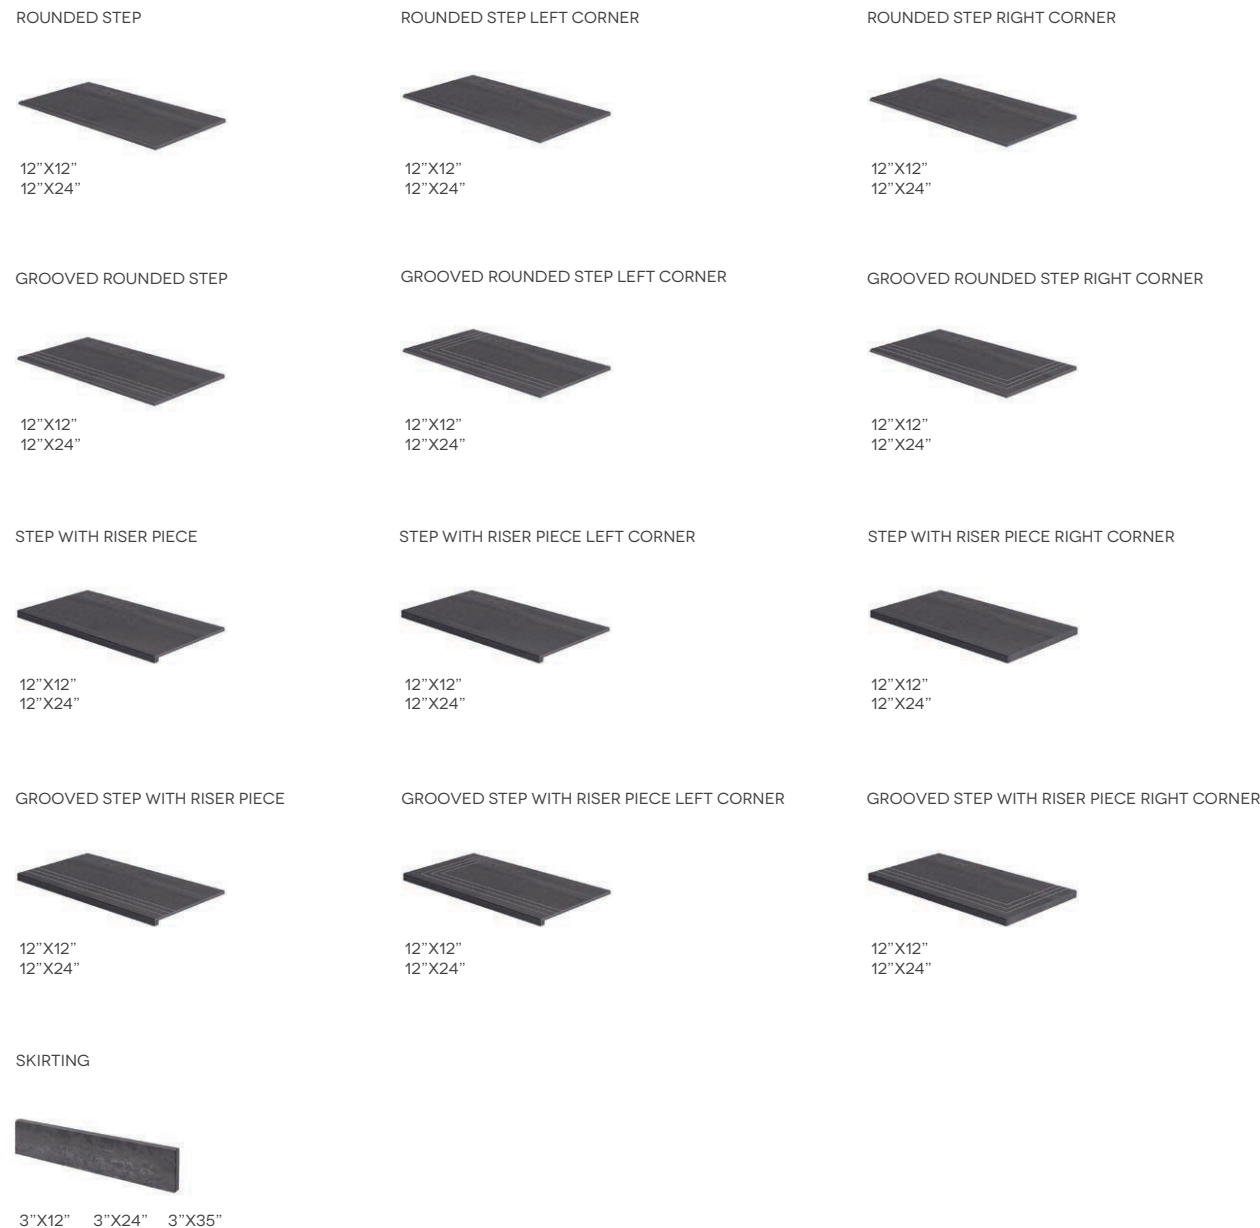 ROUNDED STEP
ROUNDED STEP LEFT CORNER
ROUNDED STEP RIGHT CORNER
12”X12”
12”X24”
12”X12”
12”X24”
12”X12”
12”X24”
GROOVED ROUNDED STEP
GROOVED ROUNDED STEP LEFT CORNER
GROOVED ROUNDED STEP RIGHT CORNER
12”X12”
12”X24”
12”X12”
12”X24”
12”X12”
12”X24”
STEP WITH RISER PIECE
STEP WITH RISER PIECE LEFT CORNER
STEP WITH RISER PIECE RIGHT CORNER
12”X12”
12”X24”
12”X12”
12”X24”
12”X12”
12”X24”
GROOVED STEP WITH RISER PIECE
GROOVED STEP WITH RISER PIECE LEFT CORNER
GROOVED STEP WITH RISER PIECE RIGHT CORNER
12”X12”
12”X24”
12”X12”
12”X24”
12”X12”
12”X24”
SKIRTING
3”X12” 3”X24” 3”X35”